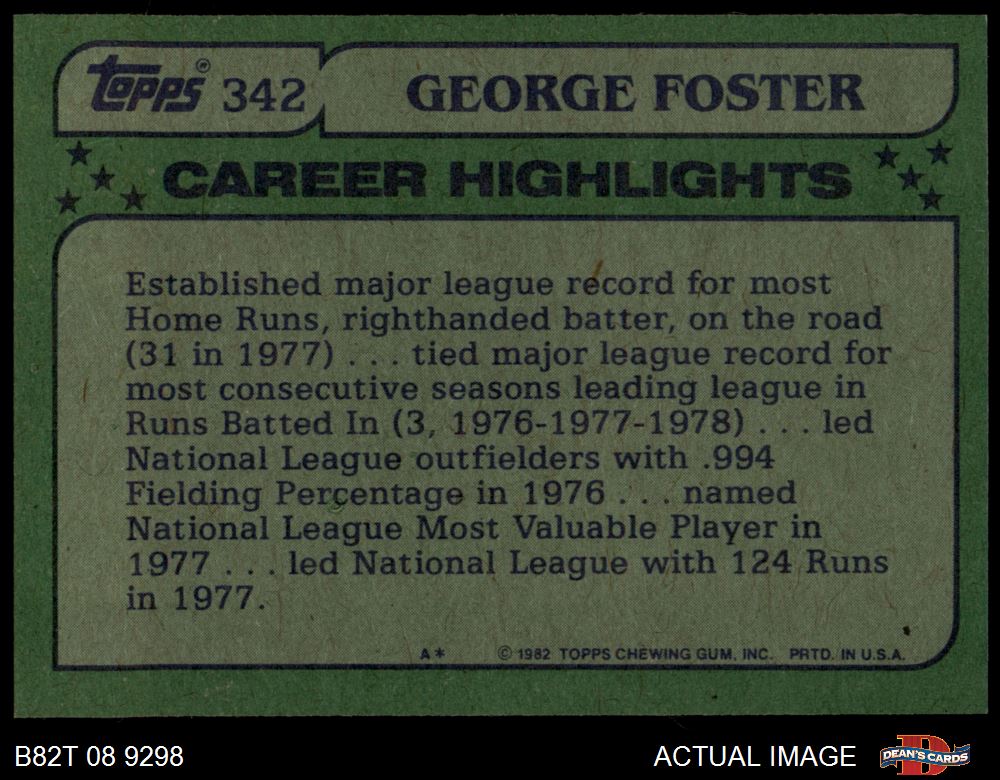 Topps® 342 GEORGE FOSTER
CAREER HIGHLIGHTS
Established major league record for most
Home Runs, righthanded batter, on the road
(31 in 1977) . . . tied major league record for
most consecutive seasons leading league in
Runs Batted In (3, 1976-1977-1978) . . . led
National League outfielders with .994
Fielding Percentage in 1976 . . . named
National League Most Valuable Player in
1977 . . . led National League with 124 Runs
in 1977.
A* © 1982 TOPPS CHEWING GUM, INC. PRTD. IN U.S.A.
B82T 08 9298 ACTUAL IMAGE D DEAN'S CARDS